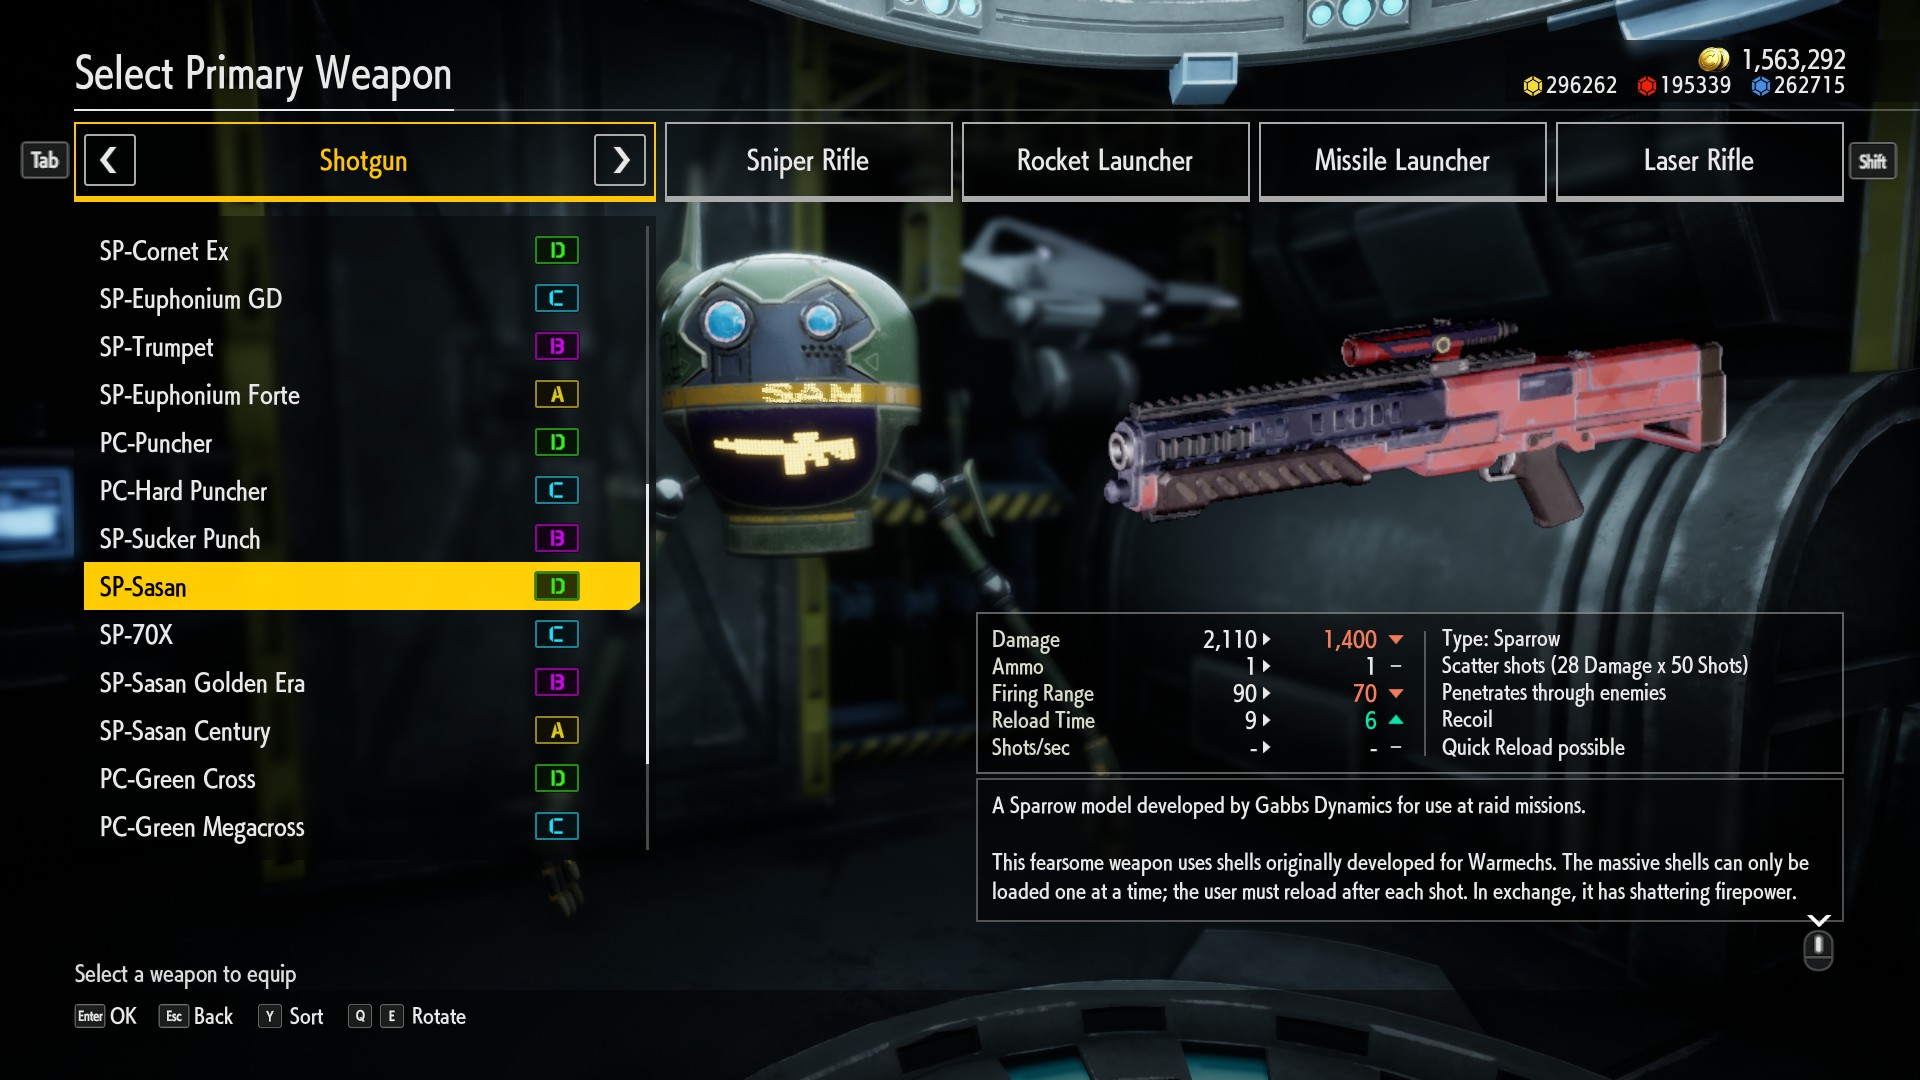 Select Primary Weapon
1,563,292
296262 195339 262715
Tab
Shotgun
Sniper Rifle
Rocket Launcher
Missile Launcher
Laser Rifle
Shift
SP-Cornet Ex D
SP-Euphonium GD C
SP-Trumpet B
SP-Euphonium Forte A
PC-Puncher D
PC-Hard Puncher C
SP-Sucker Punch B
SP-Sasan D
SP-70X C
SP-Sasan Golden Era B
SP-Sasan Century A
PC-Green Cross D
PC-Green Megacross C
SAM
Damage 2,110 1,400
Ammo 1 1 –
Firing Range 90 70
Reload Time 9 6
Shots/sec - - –
Type: Sparrow
Scatter shots (28 Damage x 50 Shots)
Penetrates through enemies
Recoil
Quick Reload possible
A Sparrow model developed by Gabbs Dynamics for use at raid missions.
This fearsome weapon uses shells originally developed for Warmechs. The massive shells can only be
loaded one at a time; the user must reload after each shot. In exchange, it has shattering firepower.
Select a weapon to equip
Enter OK Esc Back Y Sort Q E Rotate